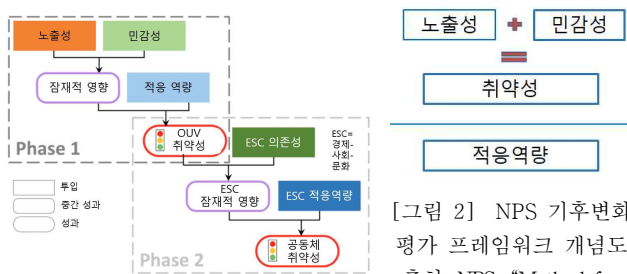 노출성
민감성
잠재적 영향
적응 역량
Phase 1
OUV
취약성
ESC 의존성
ESC=
경제-
사회-
문화
투입
중간 성과
성과
ESC
잠재적 영향
ESC 적응역량
Phase 2
공동체
취약성
노출성 + 민감성
=
취약성
적응역량
[그림 2] NPS 기후변화
평가 프레임워크 개념도
NPS